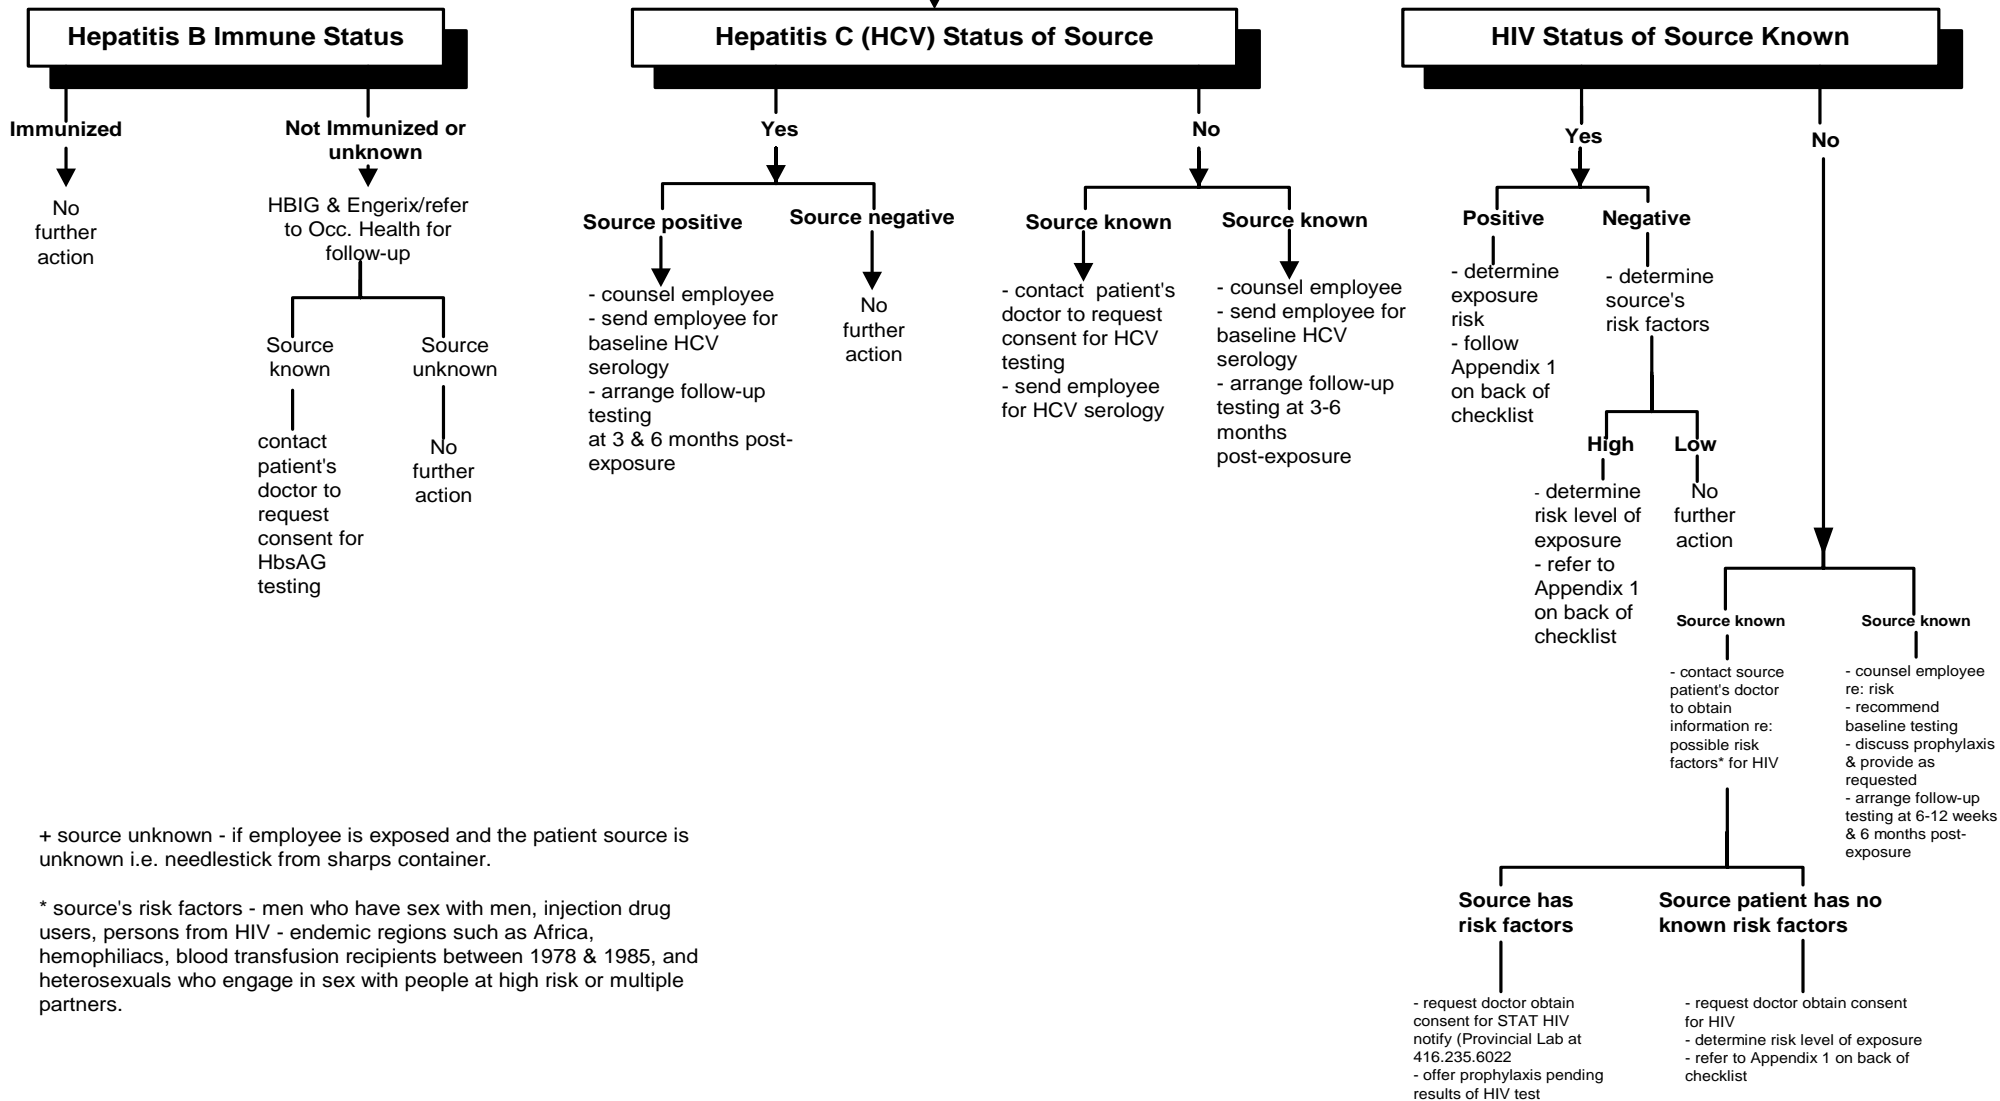 Hepatitis B Immune Status
Immunized
No
further
action
Not Immunized or
unknown
HBIG & Engerix/refer
to Occ. Health for
follow-up
Source
known
contact
patient's
doctor to
request
consent for
HbsAG
testing
Source
unknown
No
further
action
Hepatitis C (HCV) Status of Source
Yes
Source positive
- counsel employee
- send employee for
baseline HCV
serology
- arrange follow-up
testing
at 3 & 6 months post-
exposure
Source negative
No
further
action
No
Source known
- contact patient's
doctor to request
consent for HCV
testing
- send employee
for HCV serology
Source known
- counsel employee
- send employee for
baseline HCV
serology
- arrange follow-up
testing at 3-6
months
post-exposure
HIV Status of Source Known
Yes
Positive
- determine
exposure
risk
- follow
Appendix 1
on back of
checklist
Negative
- determine
source's
risk factors
High
- determine
risk level of
exposure
- refer to
Appendix 1
on back of
checklist
Low
No
further
action
No
Source known
- contact source
patient's doctor
to obtain
information re:
possible risk
factors* for HIV
Source known
- counsel employee
re: risk
- recommend
baseline testing
- discuss prophylaxis
& provide as
requested
- arrange follow-up
testing at 6-12 weeks
& 6 months post-
exposure
Source has
risk factors
- request doctor obtain
consent for STAT HIV
notify (Provincial Lab at
416.235.6022
- offer prophylaxis pending
results of HIV test
Source patient has no
known risk factors
- request doctor obtain consent
for HIV
- determine risk level of exposure
- refer to Appendix 1 on back of
checklist
+ source unknown - if employee is exposed and the patient source is
unknown i.e. needlestick from sharps container.
* source's risk factors - men who have sex with men, injection drug
users, persons from HIV - endemic regions such as Africa,
hemophiliacs, blood transfusion recipients between 1978 & 1985, and
heterosexuals who engage in sex with people at high risk or multiple
partners.